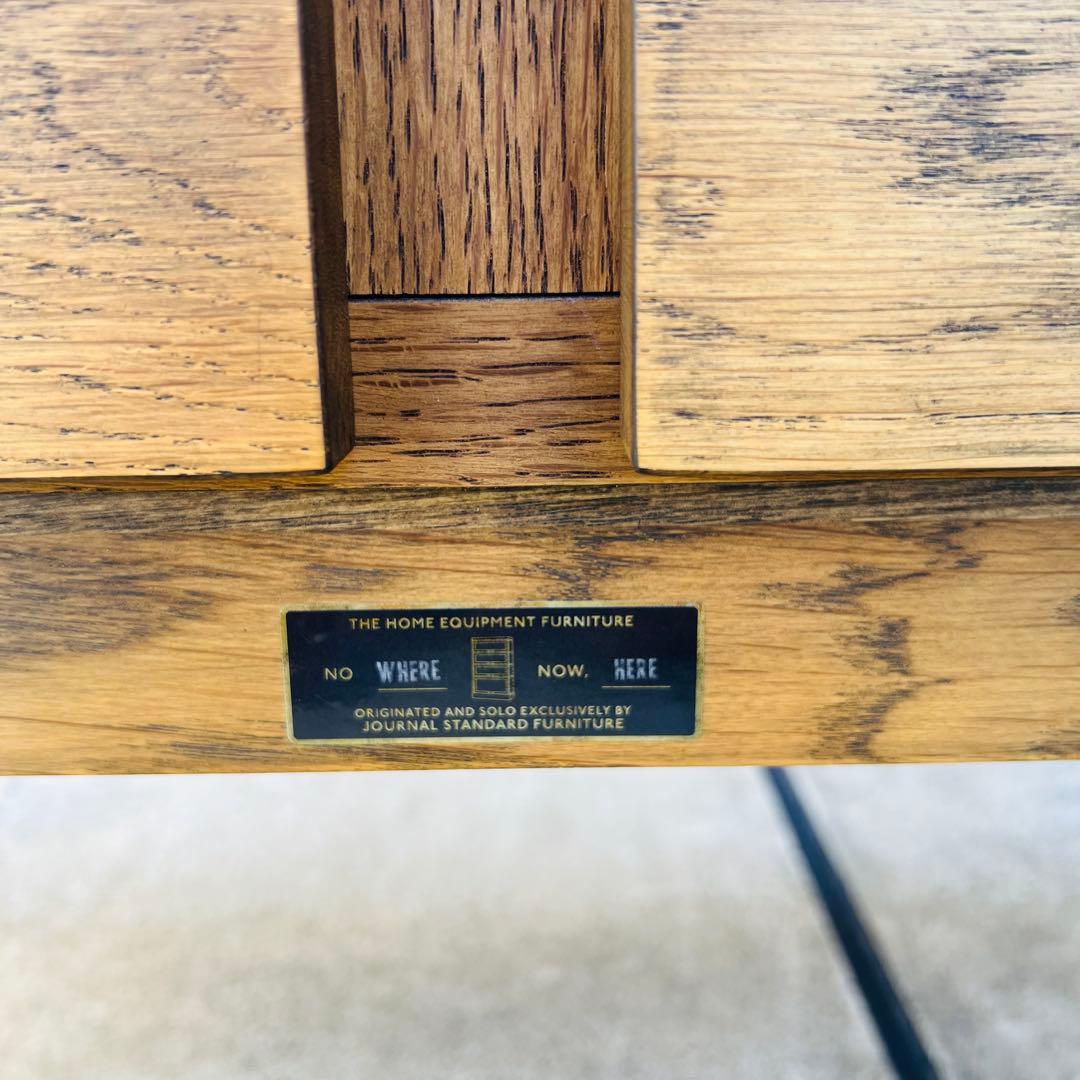 THE HOME EQUIPMENT FURNITURE
NO WHERE NOW, HERE
ORIGINATED AND SOLO EXCLUSIVELY BY
JOURNAL STANDARD FURNITURE